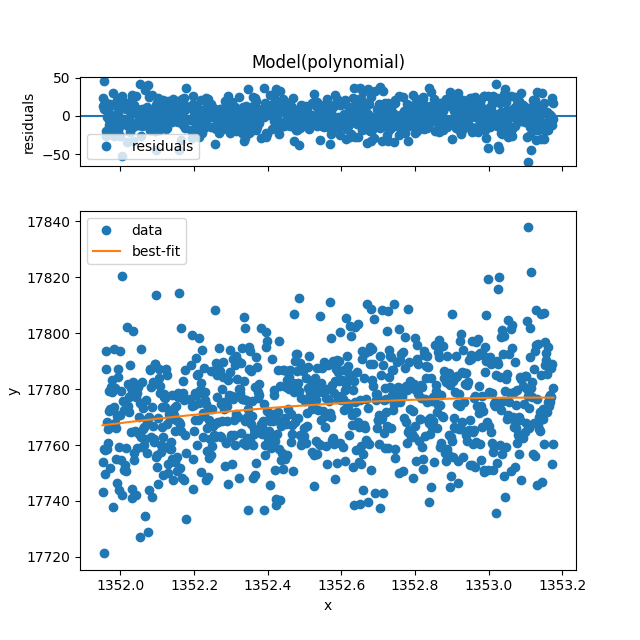 Model(polynomial)
50
0
−50
residuals
residuals
17840
17820
17800
17780
17760
17740
17720
y
data
best-fit
1352.0 1352.2 1352.4 1352.6 1352.8 1353.0 1353.2
x